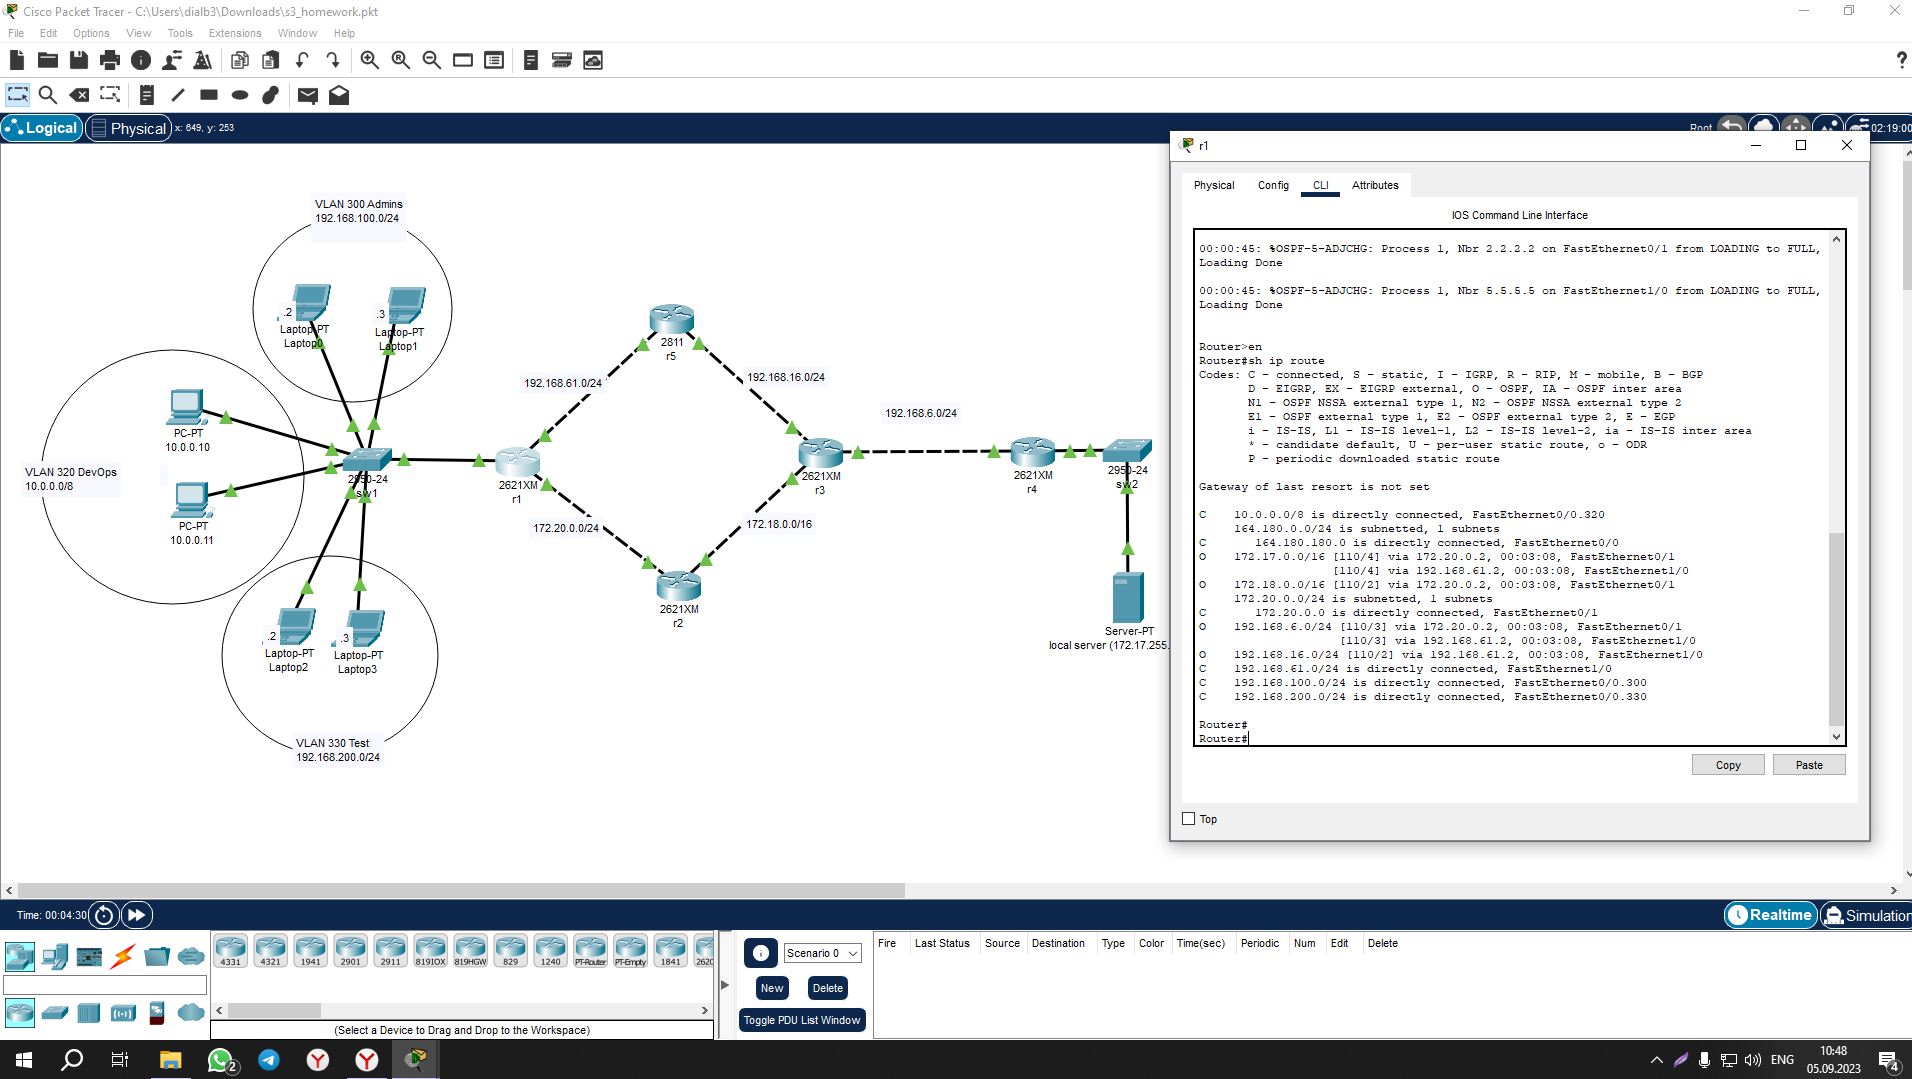 Cisco Packet Tracer - C:\Users\dialb3\Downloads\s3_homework.pkt
File Edit Options View Tools Extensions Window Help
Logical Physical x: 649, y: 253
Root 02:19:00
VLAN 300 Admins
192.168.100.0/24
.2
Laptop-PT
Laptop0
.3
Laptop-PT
Laptop1
VLAN 320 DevOps
10.0.0.0/8
PC-PT
10.0.0.10
PC-PT
10.0.0.11
2950-24
sw1
VLAN 330 Test
192.168.200.0/24
.2
Laptop-PT
Laptop2
.3
Laptop-PT
Laptop3
2621XM
r1
192.168.61.0/24
2811
r5
192.168.16.0/24
172.20.0.0/24
2621XM
r2
172.18.0.0/16
2621XM
r3
192.168.6.0/24
2621XM
r4
2950-24
sw2
Server-PT
local server (172.17.255.
r1
Physical Config CLI Attributes
IOS Command Line Interface
00:00:45: %OSPF-5-ADJCHG: Process 1, Nbr 2.2.2.2 on FastEthernet0/1 from LOADING to FULL,
Loading Done
00:00:45: %OSPF-5-ADJCHG: Process 1, Nbr 5.5.5.5 on FastEthernet1/0 from LOADING to FULL,
Loading Done
Router>en
Router#sh ip route
Codes: C - connected, S - static, I - IGRP, R - RIP, M - mobile, B - BGP
D - EIGRP, EX - EIGRP external, O - OSPF, IA - OSPF inter area
N1 - OSPF NSSA external type 1, N2 - OSPF NSSA external type 2
E1 - OSPF external type 1, E2 - OSPF external type 2, E - EGP
i - IS-IS, L1 - IS-IS level-1, L2 - IS-IS level-2, ia - IS-IS inter area
* - candidate default, U - per-user static route, o - ODR
P - periodic downloaded static route
Gateway of last resort is not set
C 10.0.0.0/8 is directly connected, FastEthernet0/0.320
164.180.0.0/24 is subnetted, 1 subnets
C 164.180.180.0 is directly connected, FastEthernet0/0
O 172.17.0.0/16 [110/4] via 172.20.0.2, 00:03:08, FastEthernet0/1
[110/4] via 192.168.61.2, 00:03:08, FastEthernet1/0
O 172.18.0.0/16 [110/2] via 172.20.0.2, 00:03:08, FastEthernet0/1
172.20.0.0/24 is subnetted, 1 subnets
C 172.20.0.0 is directly connected, FastEthernet0/1
O 192.168.6.0/24 [110/3] via 172.20.0.2, 00:03:08, FastEthernet0/1
[110/3] via 192.168.61.2, 00:03:08, FastEthernet1/0
O 192.168.16.0/24 [110/2] via 192.168.61.2, 00:03:08, FastEthernet1/0
C 192.168.61.0/24 is directly connected, FastEthernet1/0
C 192.168.100.0/24 is directly connected, FastEthernet0/0.300
C 192.168.200.0/24 is directly connected, FastEthernet0/0.330
Router#
Router#
Copy Paste
Top
Time: 00:04:30
Realtime Simulation
4331 4321 1941 2901 2911 819IOX 819HGW 829 1240 PT-Router PT-Empty 1841 262
(Select a Device to Drag and Drop to the Workspace)
Scenario 0
New Delete
Toggle PDU List Window
Fire Last Status Source Destination Type Color Time(sec) Periodic Num Edit Delete
2
ENG
10:48
05.09.2023
4